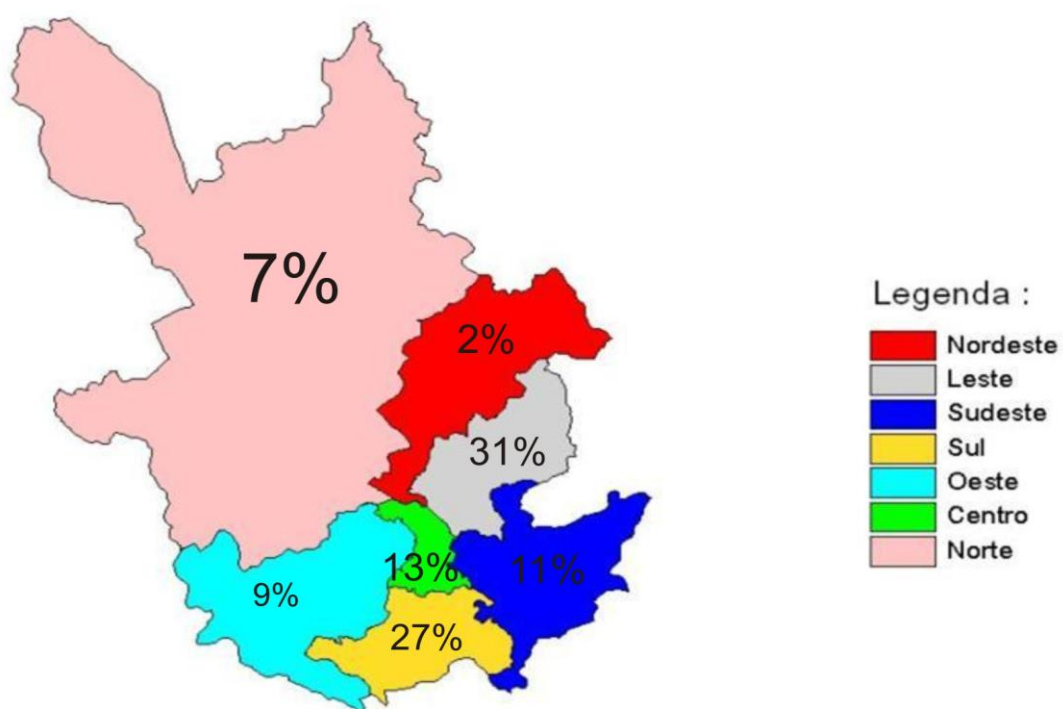 7%
2%
31%
13%
11%
9%
27%
Legenda :
Nordeste
Leste
Sudeste
Sul
Oeste
Centro
Norte